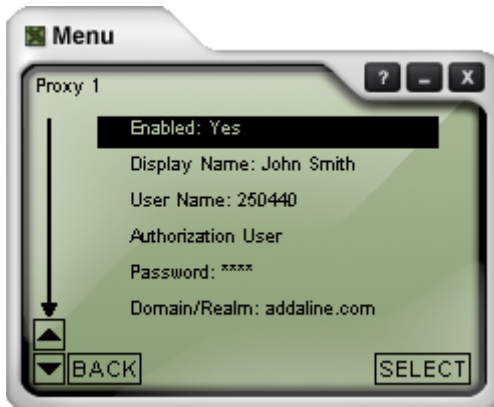 Menu
? - X
Proxy 1
Enabled: Yes
Display Name: John Smith
User Name: 250440
Authorization User
Password: ****
Domain/Realm: addaline.com
BACK
SELECT